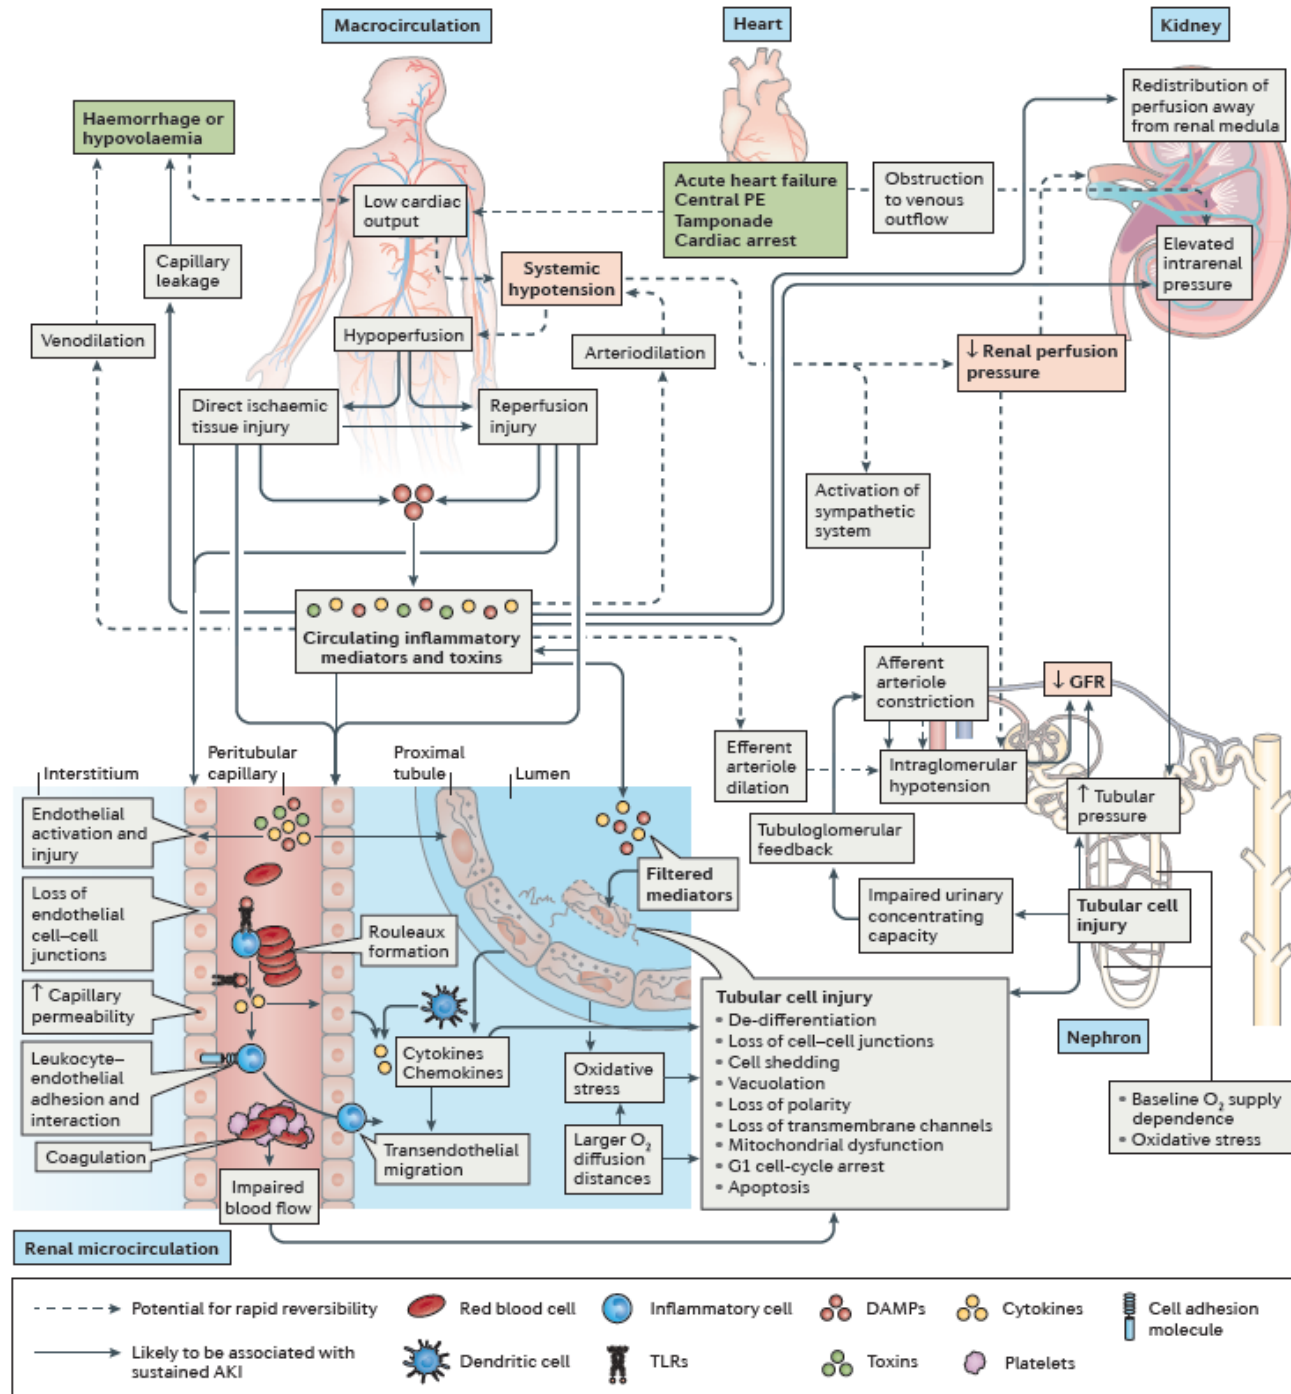 Macrocirculation
Heart
Kidney
Haemorrhage or
hypovolaemia
Redistribution of
perfusion away
from renal medula
Low cardiac
output
Acute heart failure
Central PE
Tamponade
Cardiac arrest
Obstruction
to venous
outflow
Capillary
leakage
Systemic
hypotension
Elevated
intrarenal
pressure
Venodilation
Hypoperfusion
Arteriodilation
↓ Renal perfusion
pressure
Direct ischaemic
tissue injury
Reperfusion
injury
Activation of
sympathetic
system
Circulating inflammatory
mediators and toxins
Afferent
arteriole
constriction
↓ GFR
Efferent
arteriole
dilation
Intraglomerular
hypotension
↑ Tubular
pressure
Interstitium
Peritubular
capillary
Proximal
tubule
Lumen
Endothelial
activation and
injury
Tubuloglomerular
feedback
Filtered
mediators
Impaired urinary
concentrating
capacity
Tubular cell
injury
Loss of
endothelial
cell–cell
junctions
Rouleaux
formation
↑ Capillary
permeability
Leukocyte–
endothelial
adhesion and
interaction
Cytokines
Chemokines
Oxidative
stress
Tubular cell injury
• De-differentiation
• Loss of cell–cell junctions
• Cell shedding
• Vacuolation
• Loss of polarity
• Loss of transmembrane channels
• Mitochondrial dysfunction
• G1 cell-cycle arrest
• Apoptosis
Nephron
• Baseline O₂ supply
dependence
• Oxidative stress
Coagulation
Transendothelial
migration
Larger O₂
diffusion
distances
Impaired
blood flow
Renal microcirculation
Potential for rapid reversibility
Red blood cell
Inflammatory cell
DAMPs
Cytokines
Cell adhesion
molecule
Likely to be associated with
sustained AKI
Dendritic cell
TLRs
Toxins
Platelets